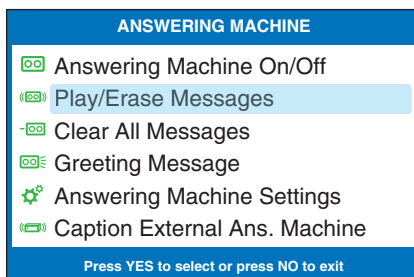 ANSWERING MACHINE
Answering Machine On/Off
Play/Erase Messages
Clear All Messages
Greeting Message
Answering Machine Settings
Caption External Ans. Machine
Press YES to select or press NO to exit